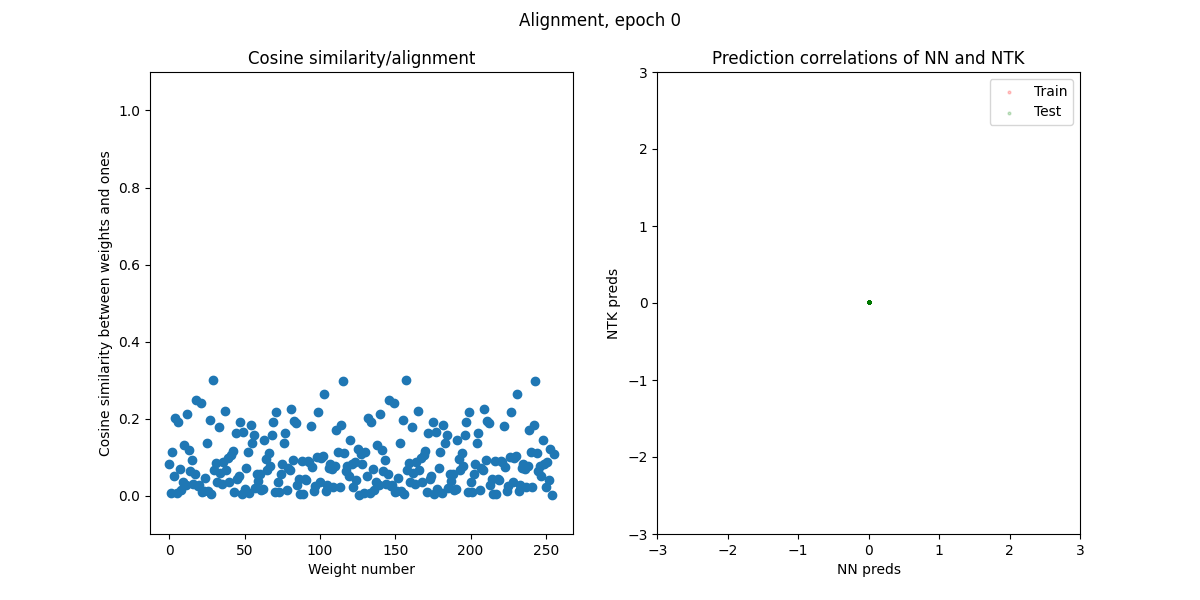 Alignment, epoch 0
Cosine similarity/alignment
Cosine similarity between weights and ones
1.0
0.8
0.6
0.4
0.2
0.0
0 50 100 150 200 250
Weight number
Prediction correlations of NN and NTK
Train
Test
NTK preds
3
2
1
0
−1
−2
−3
−3 −2 −1 0 1 2 3
NN preds